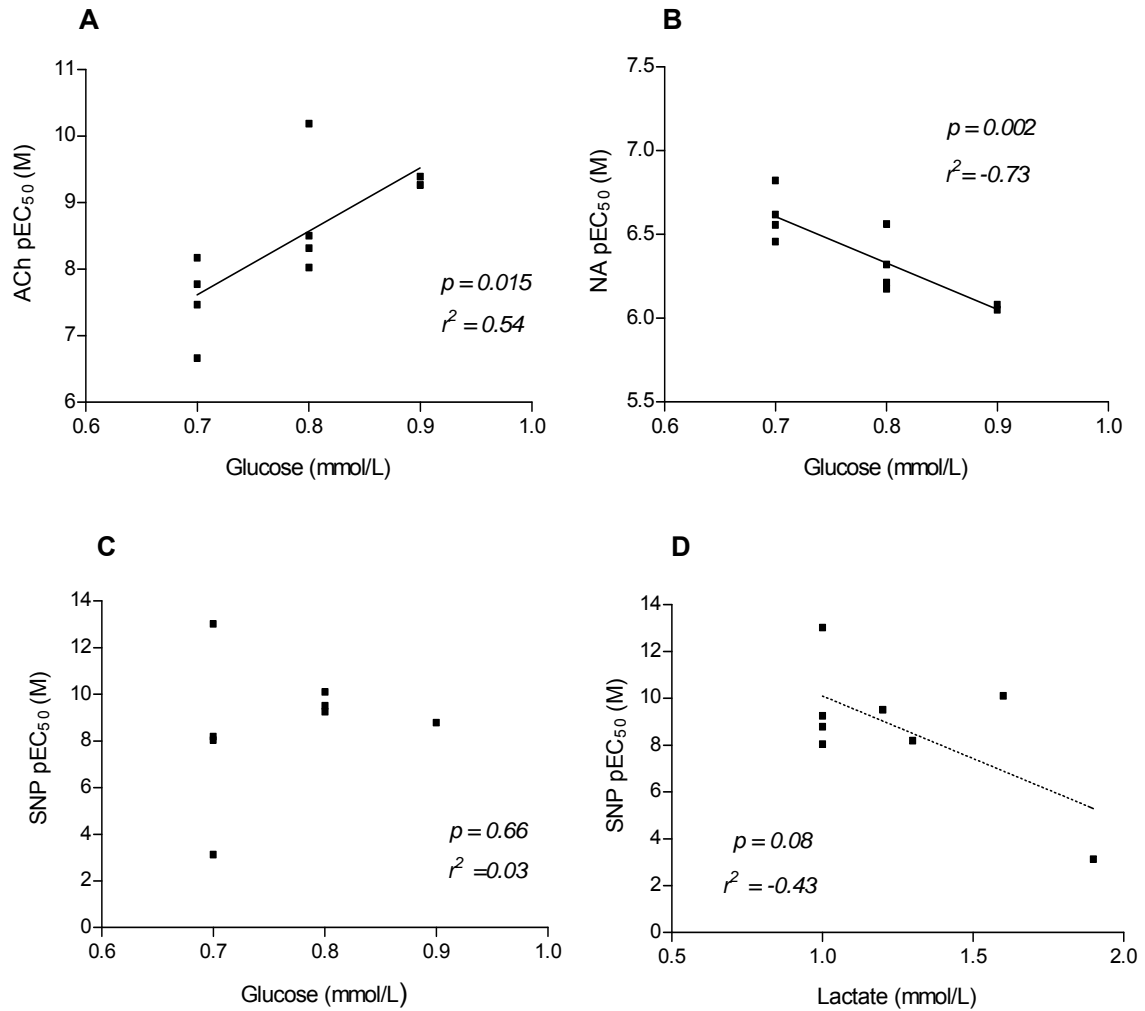 A
ACh pEC50 (M)
11
10
9
8
7
6
0.6 0.7 0.8 0.9 1.0
Glucose (mmol/L)
p = 0.015
r2 = 0.54
B
NA pEC50 (M)
7.5
7.0
6.5
6.0
5.5
0.6 0.7 0.8 0.9 1.0
Glucose (mmol/L)
p = 0.002
r2 = -0.73
C
SNP pEC50 (M)
14
12
10
8
6
4
2
0
0.6 0.7 0.8 0.9 1.0
Glucose (mmol/L)
p = 0.66
r2 =0.03
D
SNP pEC50 (M)
14
12
10
8
6
4
2
0
0.5 1.0 1.5 2.0
Lactate (mmol/L)
p = 0.08
r2 = -0.43